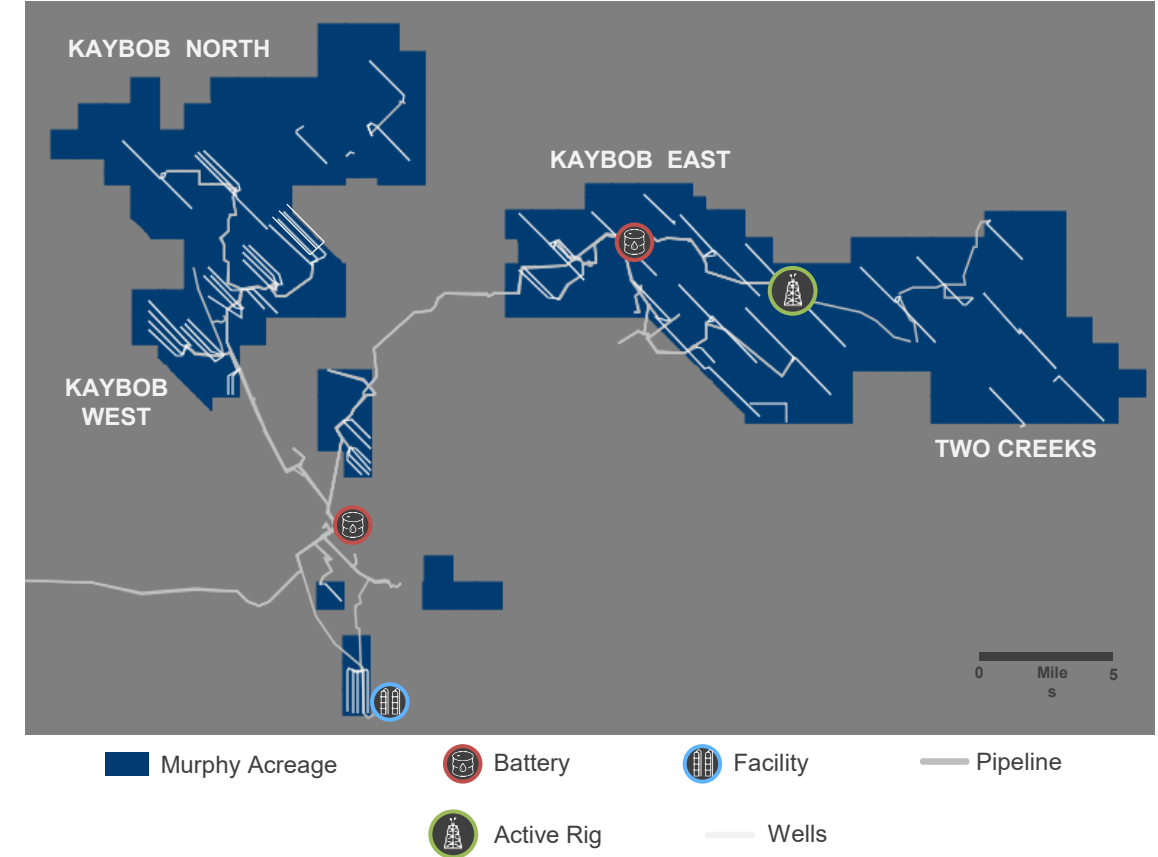 KAYBOB NORTH
KAYBOB EAST
KAYBOB
WEST
TWO CREEKS
0 Mile 5
s
Murphy Acreage Battery Facility Pipeline
Active Rig Wells